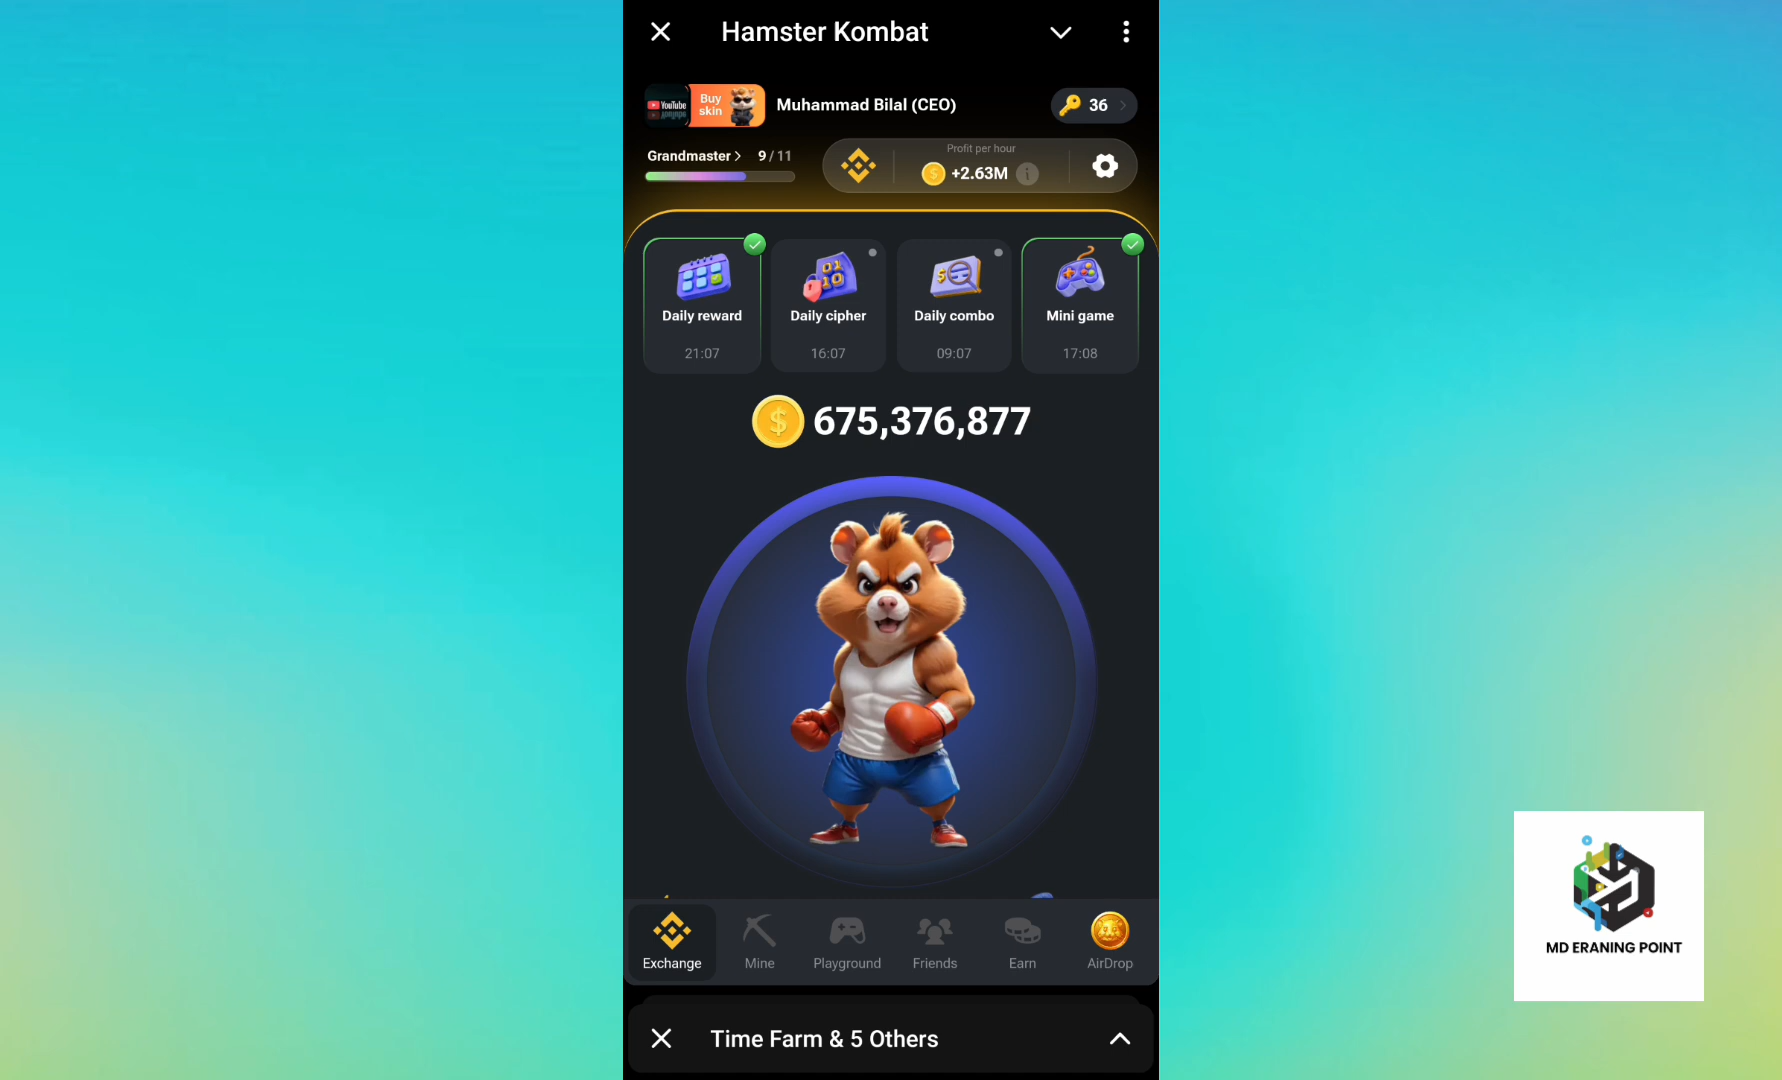 Hamster Kombat
YouTube
Buy
skin
Muhammad Bilal (CEO)
36
Grandmaster
9 / 11
Profit per hour
+2.63M
Daily reward
21:07
Daily cipher
16:07
Daily combo
09:07
Mini game
17:08
675,376,877
Exchange
Mine
Playground
Friends
Earn
AirDrop
MD ERANING POINT
Time Farm & 5 Others